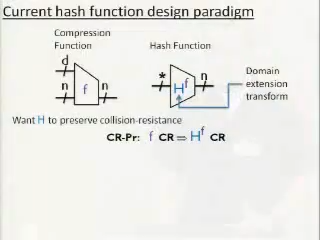 Current hash function design paradigm
Compression
Function
Hash Function
d
n
f
n
*
H^f
n
Domain
extension
transform
Want H to preserve collision-resistance
CR-Pr: f CR ⇒ H^f CR